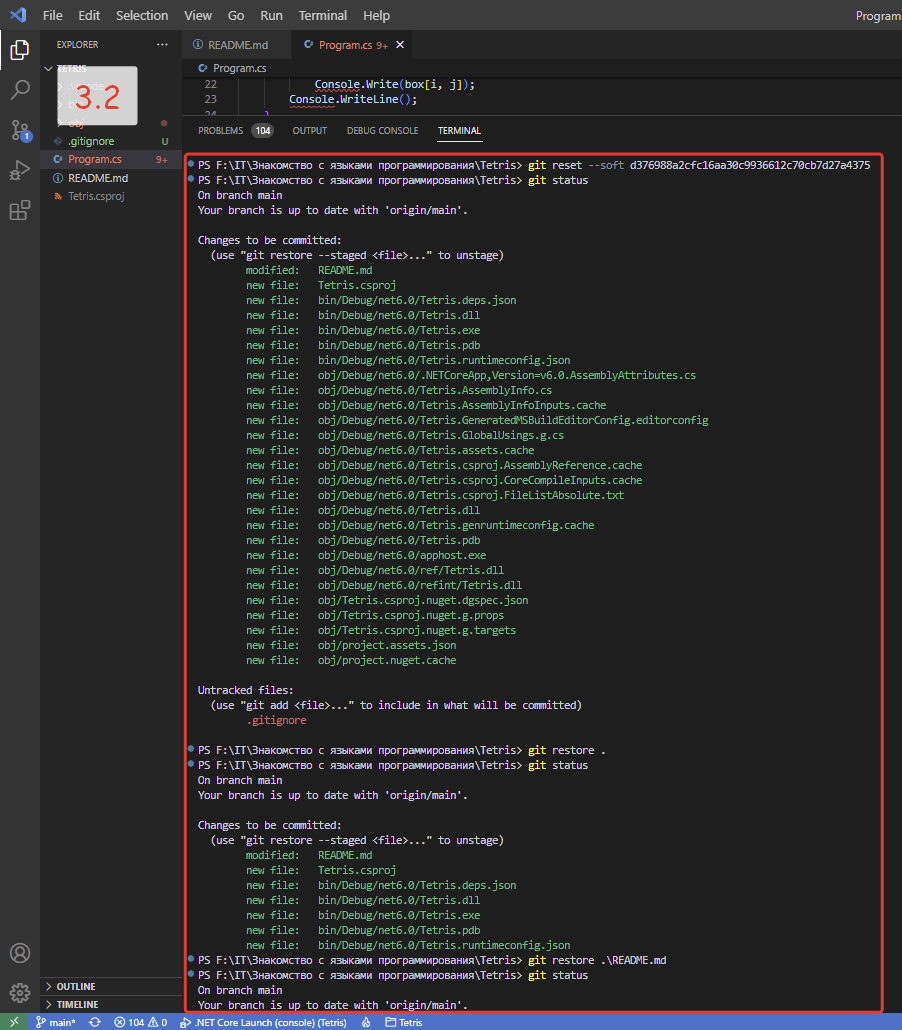 File Edit Selection View Go Run Terminal Help Program
EXPLORER ···
README.md
Program.cs 9+
TETRIS
3.2
obj
.gitignore U
Program.cs 9+
README.md
Tetris.csproj
Program.cs
22 Console.Write(box[i, j]);
23 Console.WriteLine();
24 }
PROBLEMS 104 OUTPUT DEBUG CONSOLE TERMINAL
PS F:\IT\Знакомство с языками программирования\Tetris> git reset --soft d376988a2cfc16aa30c9936612c70cb7d27a4375
PS F:\IT\Знакомство с языками программирования\Tetris> git status
On branch main
Your branch is up to date with 'origin/main'.
Changes to be committed:
(use "git restore --staged <file>..." to unstage)
modified: README.md
new file: Tetris.csproj
new file: bin/Debug/net6.0/Tetris.deps.json
new file: bin/Debug/net6.0/Tetris.dll
new file: bin/Debug/net6.0/Tetris.exe
new file: bin/Debug/net6.0/Tetris.pdb
new file: bin/Debug/net6.0/Tetris.runtimeconfig.json
new file: obj/Debug/net6.0/.NETCoreApp,Version=v6.0.AssemblyAttributes.cs
new file: obj/Debug/net6.0/Tetris.AssemblyInfo.cs
new file: obj/Debug/net6.0/Tetris.AssemblyInfoInputs.cache
new file: obj/Debug/net6.0/Tetris.GeneratedMSBuildEditorConfig.editorconfig
new file: obj/Debug/net6.0/Tetris.GlobalUsings.g.cs
new file: obj/Debug/net6.0/Tetris.assets.cache
new file: obj/Debug/net6.0/Tetris.csproj.AssemblyReference.cache
new file: obj/Debug/net6.0/Tetris.csproj.CoreCompileInputs.cache
new file: obj/Debug/net6.0/Tetris.csproj.FileListAbsolute.txt
new file: obj/Debug/net6.0/Tetris.dll
new file: obj/Debug/net6.0/Tetris.genruntimeconfig.cache
new file: obj/Debug/net6.0/Tetris.pdb
new file: obj/Debug/net6.0/apphost.exe
new file: obj/Debug/net6.0/ref/Tetris.dll
new file: obj/Debug/net6.0/refint/Tetris.dll
new file: obj/Tetris.csproj.nuget.dgspec.json
new file: obj/Tetris.csproj.nuget.g.props
new file: obj/Tetris.csproj.nuget.g.targets
new file: obj/project.assets.json
new file: obj/project.nuget.cache
Untracked files:
(use "git add <file>..." to include in what will be committed)
.gitignore
PS F:\IT\Знакомство с языками программирования\Tetris> git restore .
PS F:\IT\Знакомство с языками программирования\Tetris> git status
On branch main
Your branch is up to date with 'origin/main'.
Changes to be committed:
(use "git restore --staged <file>..." to unstage)
modified: README.md
new file: Tetris.csproj
new file: bin/Debug/net6.0/Tetris.deps.json
new file: bin/Debug/net6.0/Tetris.dll
new file: bin/Debug/net6.0/Tetris.exe
new file: bin/Debug/net6.0/Tetris.pdb
new file: bin/Debug/net6.0/Tetris.runtimeconfig.json
PS F:\IT\Знакомство с языками программирования\Tetris> git restore .\README.md
PS F:\IT\Знакомство с языками программирования\Tetris> git status
On branch main
Your branch is up to date with 'origin/main'.
1
OUTLINE
TIMELINE
main* 104 0 .NET Core Launch (console) (Tetris) Tetris